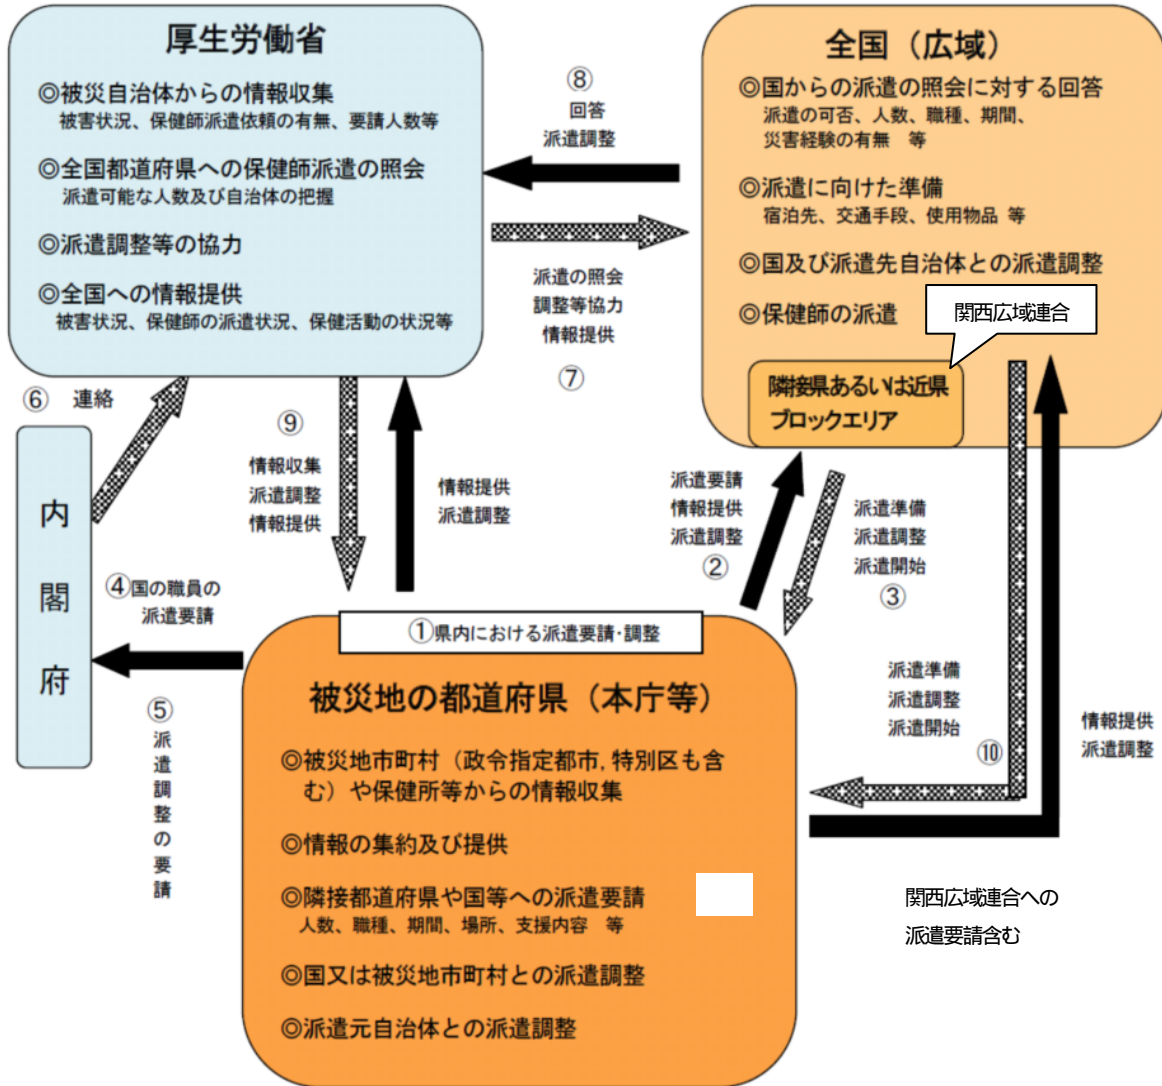 厚生労働省
◎被災自治体からの情報収集
被害状況、保健師派遣依頼の有無、要請人数等
◎全国都道府県への保健師派遣の照会
派遣可能な人数及び自治体の把握
◎派遣調整等の協力
◎全国への情報提供
被害状況、保健師の派遣状況、保健活動の状況等
⑧
回答
派遣調整
派遣の照会
調整等協力
情報提供
⑦
全国（広域）
◎国からの派遣の照会に対する回答
派遣の可否、人数、職種、期間、
災害経験の有無　等
◎派遣に向けた準備
宿泊先、交通手段、使用物品 等
◎国及び派遣先自治体との派遣調整
◎保健師の派遣
関西広域連合
隣接県あるいは近県
ブロックエリア
⑥　連絡
内閣府
⑨
情報収集
派遣調整
情報提供
情報提供
派遣調整
派遣要請
情報提供
派遣調整
②
派遣準備
派遣調整
派遣開始
③
④国の職員の
派遣要請
⑤
派遣調整の要請
①県内における派遣要請・調整
被災地の都道府県（本庁等）
◎被災地市町村（政令指定都市，特別区も含
む）や保健所等からの情報収集
◎情報の集約及び提供
◎隣接都道府県や国等への派遣要請
人数、職種、期間、場所、支援内容　等
◎国又は被災地市町村との派遣調整
◎派遣元自治体との派遣調整
派遣準備
派遣調整
派遣開始
⑩
情報提供
派遣調整
関西広域連合への
派遣要請含む